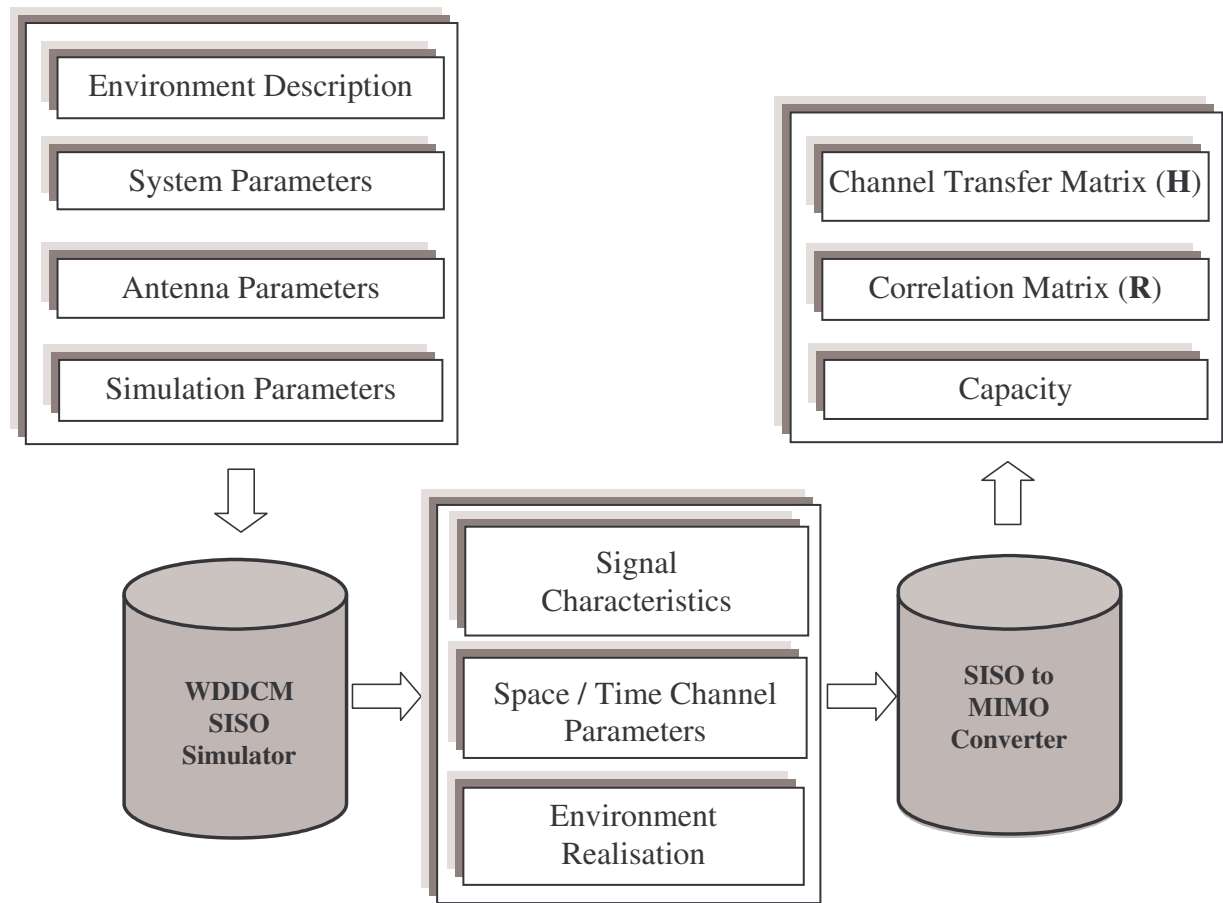 Environment Description
System Parameters
Antenna Parameters
Simulation Parameters
Channel Transfer Matrix (H)
Correlation Matrix (R)
Capacity
WDDCM
SISO
Simulator
Signal
Characteristics
Space / Time Channel
Parameters
Environment
Realisation
SISO to
MIMO
Converter